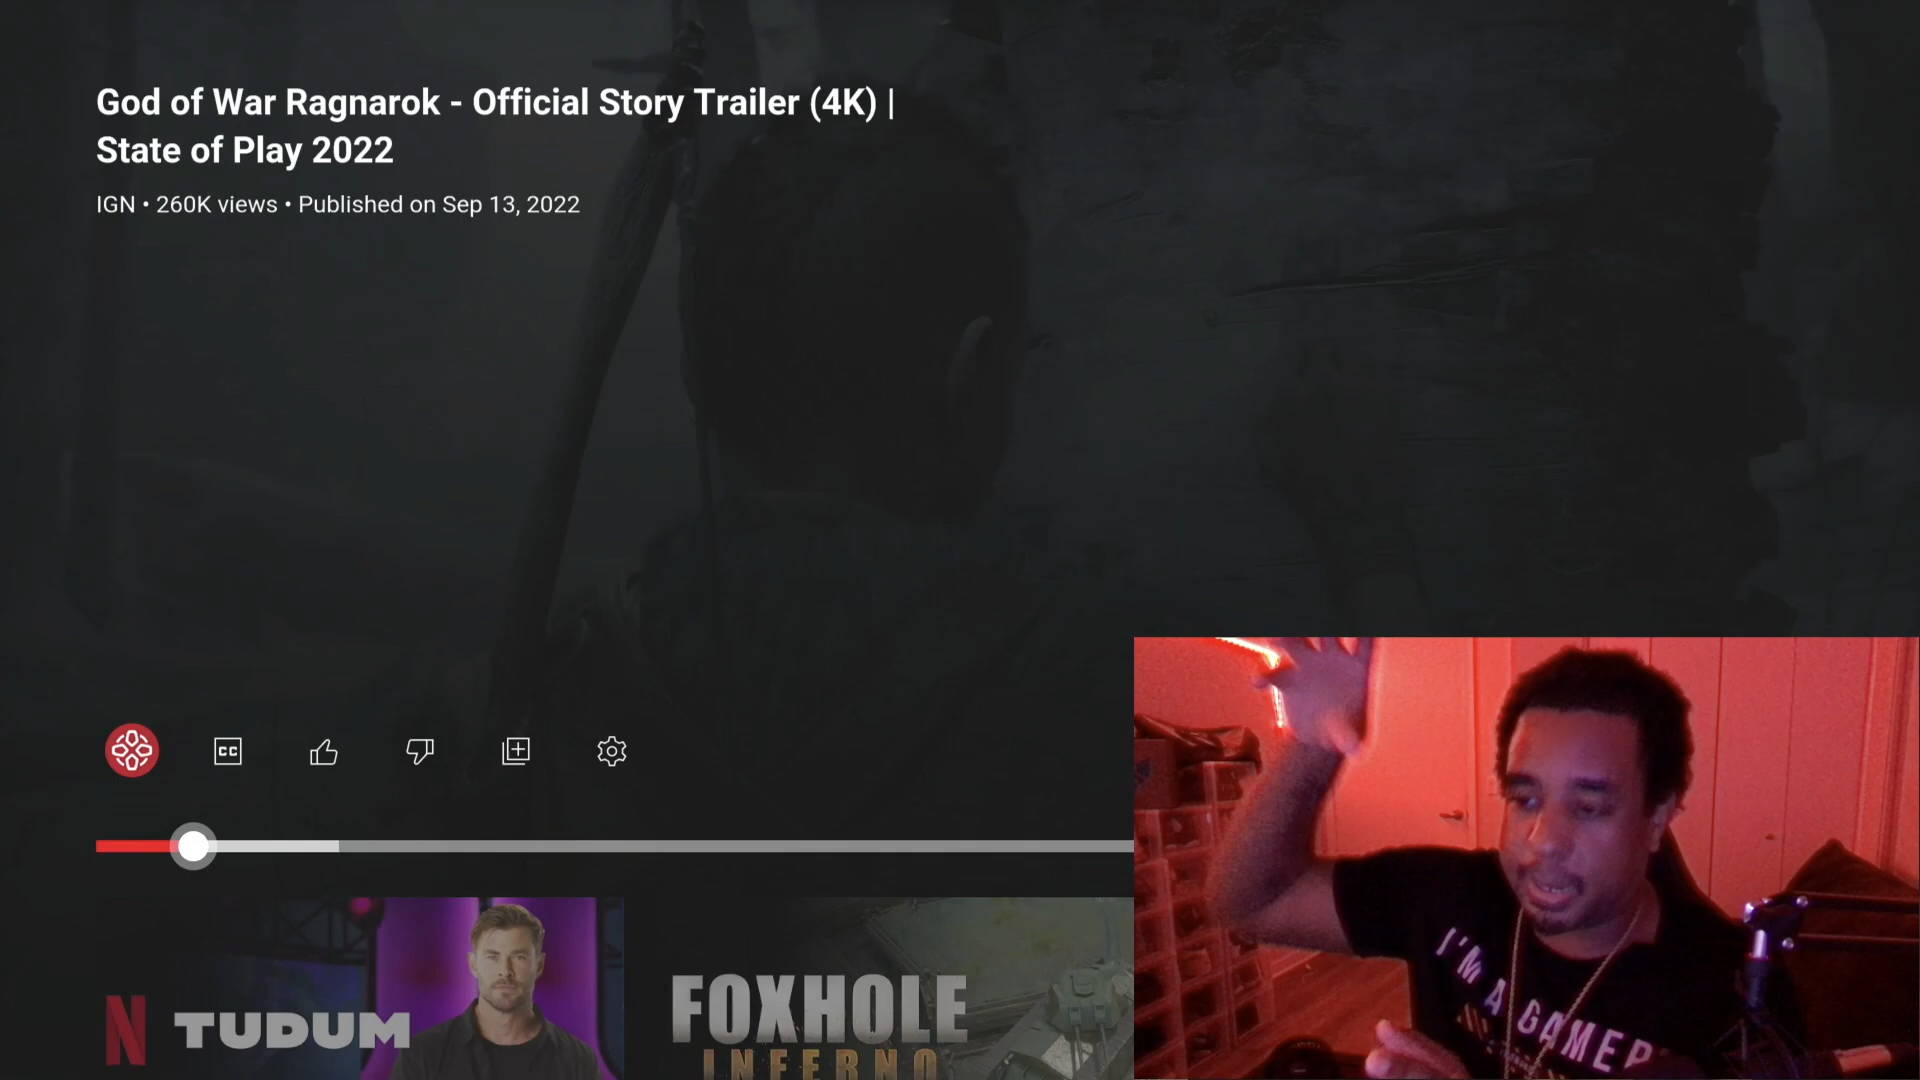 God of War Ragnarok - Official Story Trailer (4K) |
State of Play 2022
IGN • 260K views • Published on Sep 13, 2022
CC
N TUDUM
FOXHOLE
INFERNO
I'M A GAMER